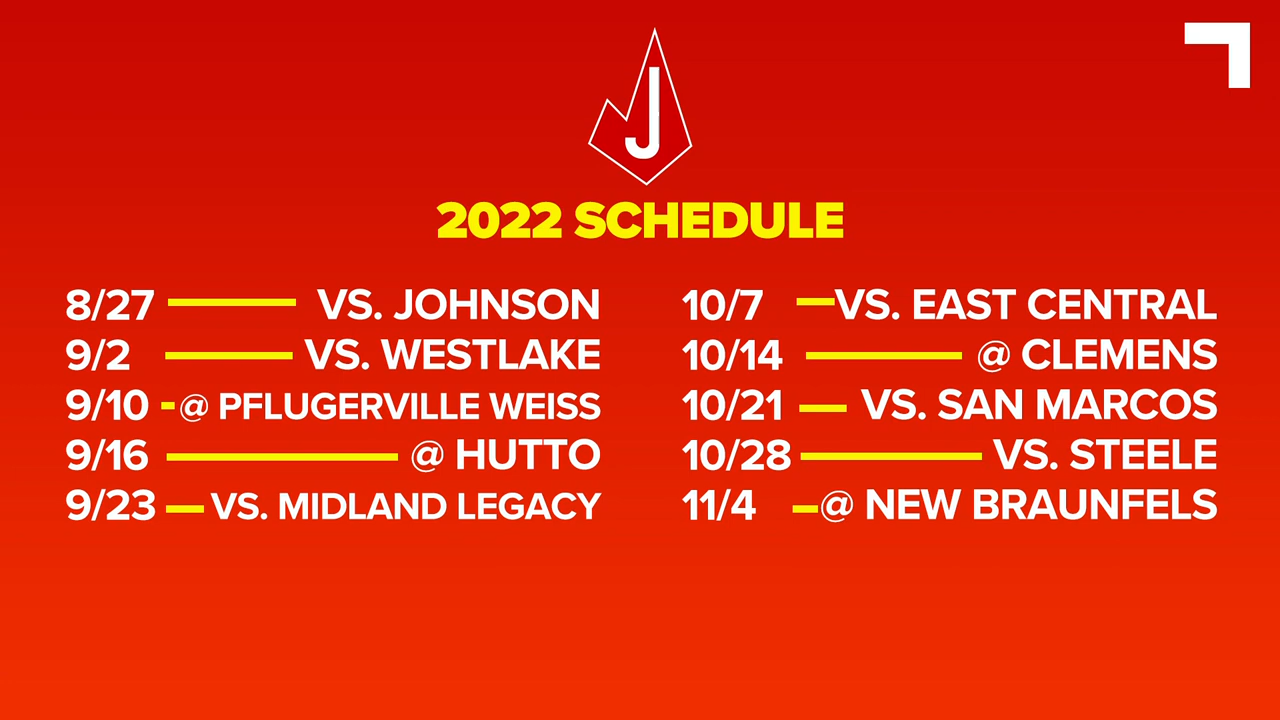 J
2022 SCHEDULE
8/27 VS. JOHNSON
9/2 VS. WESTLAKE
9/10 @ PFLUGERVILLE WEISS
9/16 @ HUTTO
9/23 VS. MIDLAND LEGACY
10/7 VS. EAST CENTRAL
10/14 @ CLEMENS
10/21 VS. SAN MARCOS
10/28 VS. STEELE
11/4 @ NEW BRAUNFELS